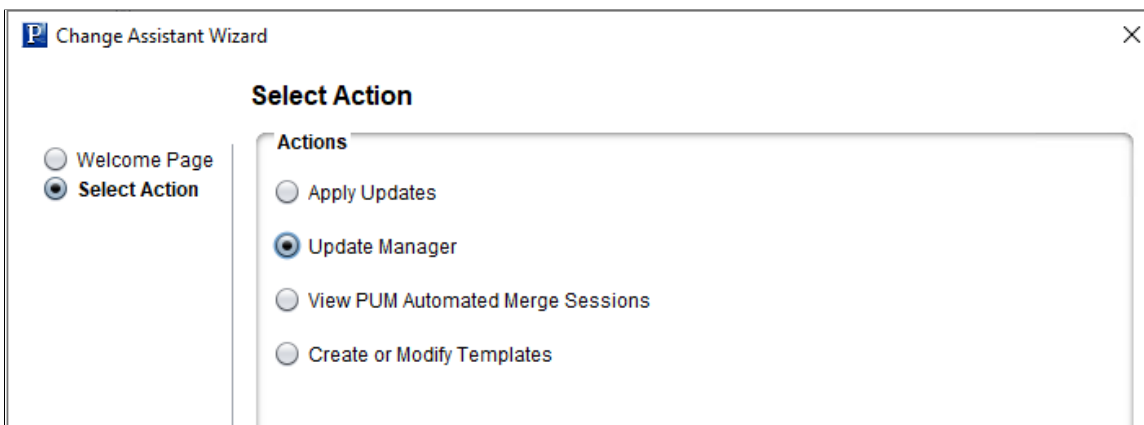 P Change Assistant Wizard
Select Action
Welcome Page
Select Action
Actions
Apply Updates
Update Manager
View PUM Automated Merge Sessions
Create or Modify Templates